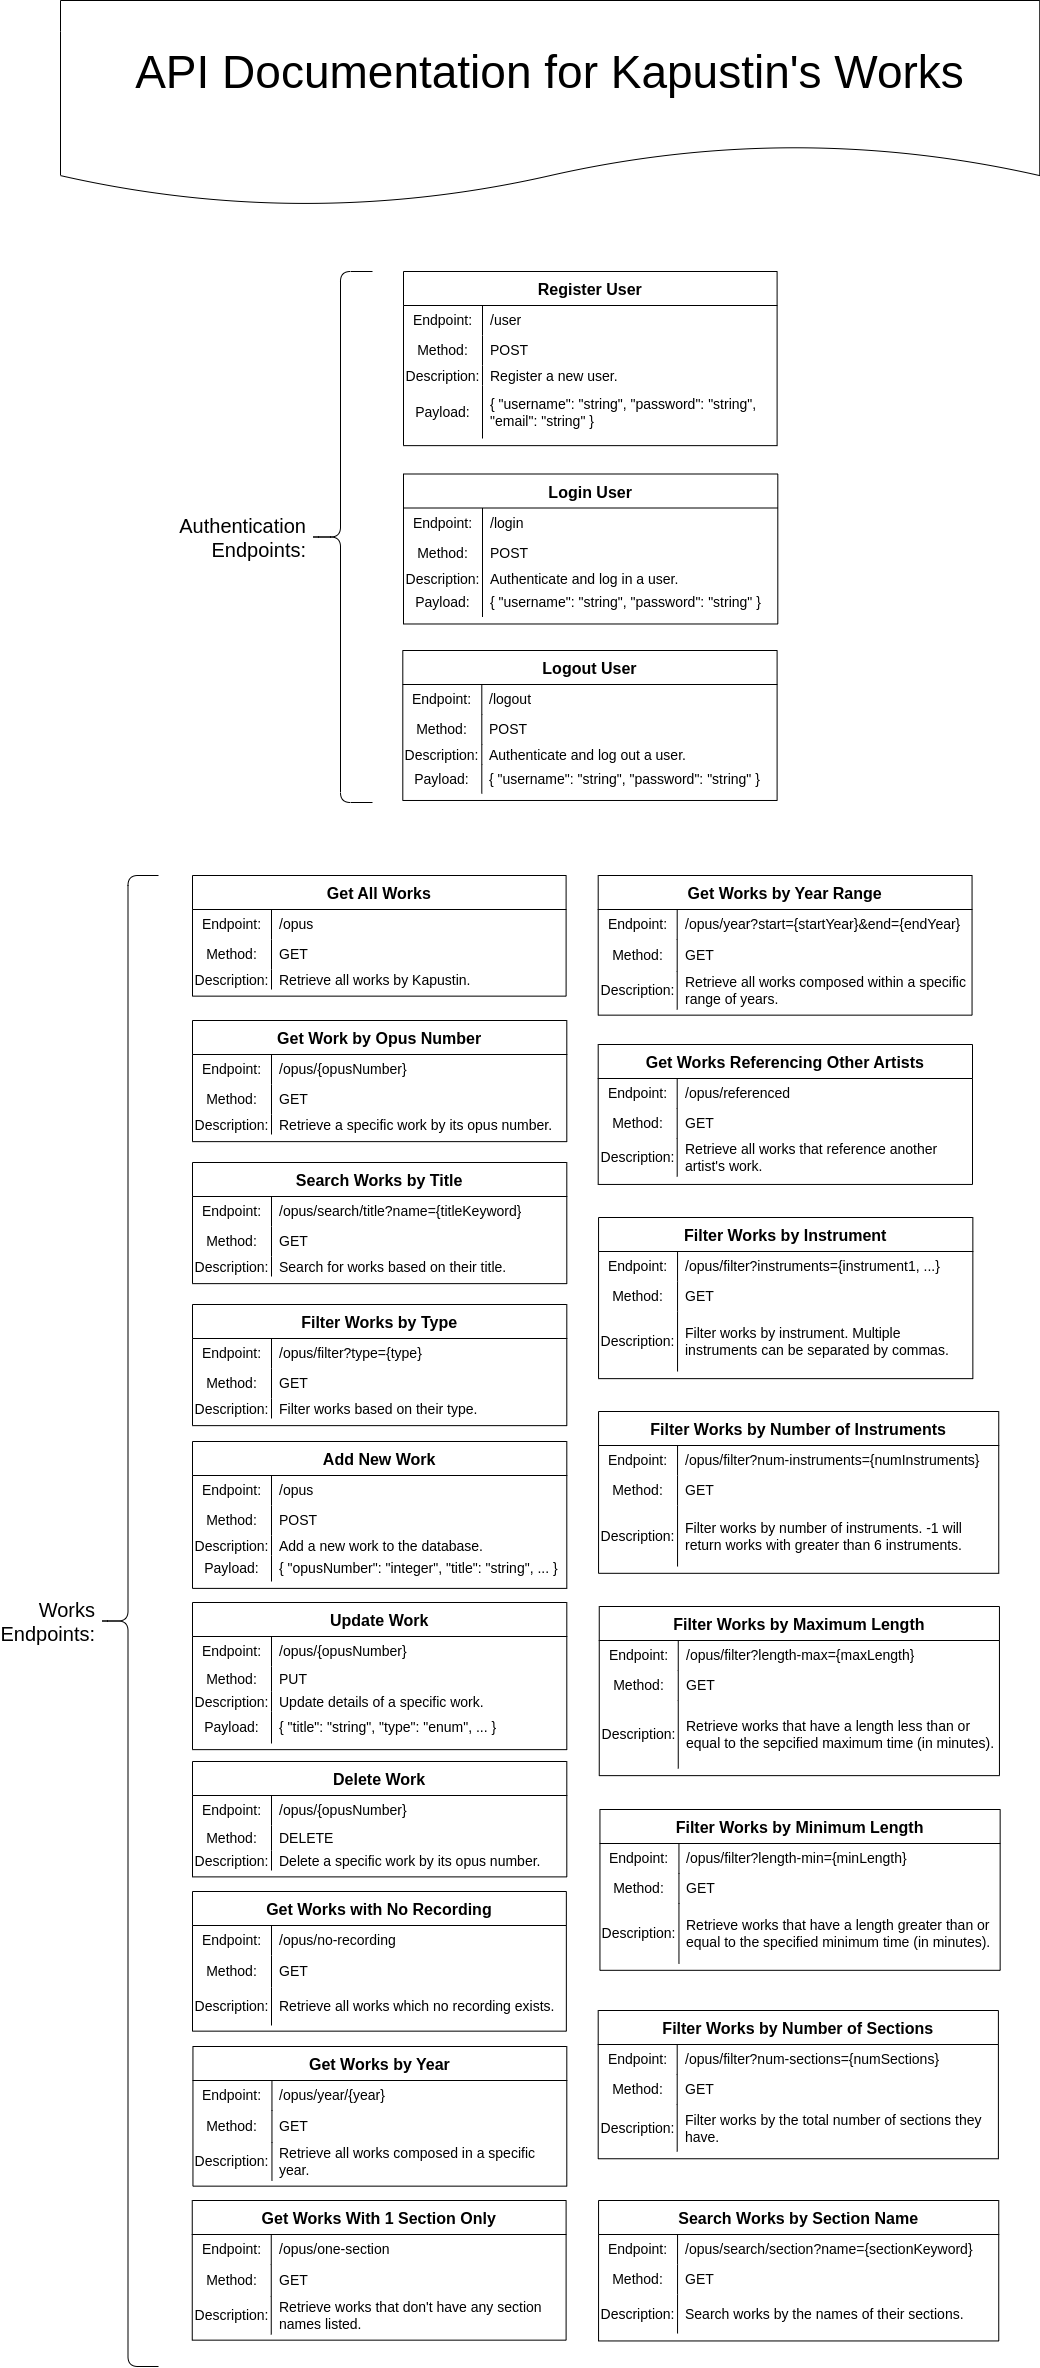 API Documentation for Kapustin's Works
Authentication
Endpoints:
Register User
Endpoint: /user
Method: POST
Description: Register a new user.
Payload: { "username": "string", "password": "string",
"email": "string" }
Login User
Endpoint: /login
Method: POST
Description: Authenticate and log in a user.
Payload: { "username": "string", "password": "string" }
Logout User
Endpoint: /logout
Method: POST
Description: Authenticate and log out a user.
Payload: { "username": "string", "password": "string" }
Works
Endpoints:
Get All Works
Endpoint: /opus
Method: GET
Description: Retrieve all works by Kapustin.
Get Work by Opus Number
Endpoint: /opus/{opusNumber}
Method: GET
Description: Retrieve a specific work by its opus number.
Search Works by Title
Endpoint: /opus/search/title?name={titleKeyword}
Method: GET
Description: Search for works based on their title.
Filter Works by Type
Endpoint: /opus/filter?type={type}
Method: GET
Description: Filter works based on their type.
Add New Work
Endpoint: /opus
Method: POST
Description: Add a new work to the database.
Payload: { "opusNumber": "integer", "title": "string", ... }
Update Work
Endpoint: /opus/{opusNumber}
Method: PUT
Description: Update details of a specific work.
Payload: { "title": "string", "type": "enum", ... }
Delete Work
Endpoint: /opus/{opusNumber}
Method: DELETE
Description: Delete a specific work by its opus number.
Get Works with No Recording
Endpoint: /opus/no-recording
Method: GET
Description: Retrieve all works which no recording exists.
Get Works by Year
Endpoint: /opus/year/{year}
Method: GET
Description: Retrieve all works composed in a specific
year.
Get Works With 1 Section Only
Endpoint: /opus/one-section
Method: GET
Description: Retrieve works that don't have any section
names listed.
Get Works by Year Range
Endpoint: /opus/year?start={startYear}&end={endYear}
Method: GET
Description: Retrieve all works composed within a specific
range of years.
Get Works Referencing Other Artists
Endpoint: /opus/referenced
Method: GET
Description: Retrieve all works that reference another
artist's work.
Filter Works by Instrument
Endpoint: /opus/filter?instruments={instrument1, ...}
Method: GET
Description: Filter works by instrument. Multiple
instruments can be separated by commas.
Filter Works by Number of Instruments
Endpoint: /opus/filter?num-instruments={numInstruments}
Method: GET
Description: Filter works by number of instruments. -1 will
return works with greater than 6 instruments.
Filter Works by Maximum Length
Endpoint: /opus/filter?length-max={maxLength}
Method: GET
Description: Retrieve works that have a length less than or
equal to the sepcified maximum time (in minutes).
Filter Works by Minimum Length
Endpoint: /opus/filter?length-min={minLength}
Method: GET
Description: Retrieve works that have a length greater than or
equal to the specified minimum time (in minutes).
Filter Works by Number of Sections
Endpoint: /opus/filter?num-sections={numSections}
Method: GET
Description: Filter works by the total number of sections they
have.
Search Works by Section Name
Endpoint: /opus/search/section?name={sectionKeyword}
Method: GET
Description: Search works by the names of their sections.